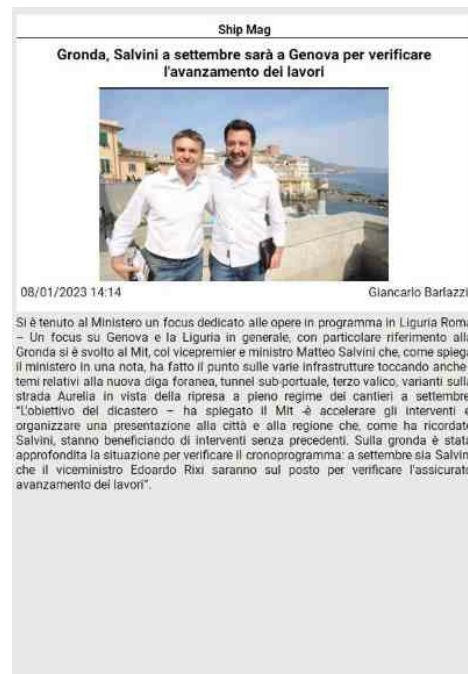 Ship Mag
Gronda, Salvini a settembre sarà a Genova per verificare
l'avanzamento dei lavori
08/01/2023 14:14
Giancarlo Barlazzi
Si è tenuto al Ministero un focus dedicato alle opere in programma in Liguria Roma
– Un focus su Genova e la Liguria in generale, con particolare riferimento alla
Gronda si è svolto al Mit, col vicepremier e ministro Matteo Salvini che, come spiega
il ministero in una nota, ha fatto il punto sulle varie infrastrutture toccando anche i
temi relativi alla nuova diga foranea, tunnel sub-portuale, terzo valico, varianti sulla
strada Aurelia in vista della ripresa a pieno regime dei cantieri a settembre.
“L'obiettivo del dicastero – ha spiegato il Mit -è accelerare gli interventi e
organizzare una presentazione alla città e alla regione che, come ha ricordato
Salvini, stanno beneficiando di interventi senza precedenti. Sulla gronda è stata
approfondita la situazione per verificare il cronoprogramma: a settembre sia Salvini
che il viceministro Edoardo Rixi saranno sul posto per verificare l'assicurato
avanzamento dei lavori”.